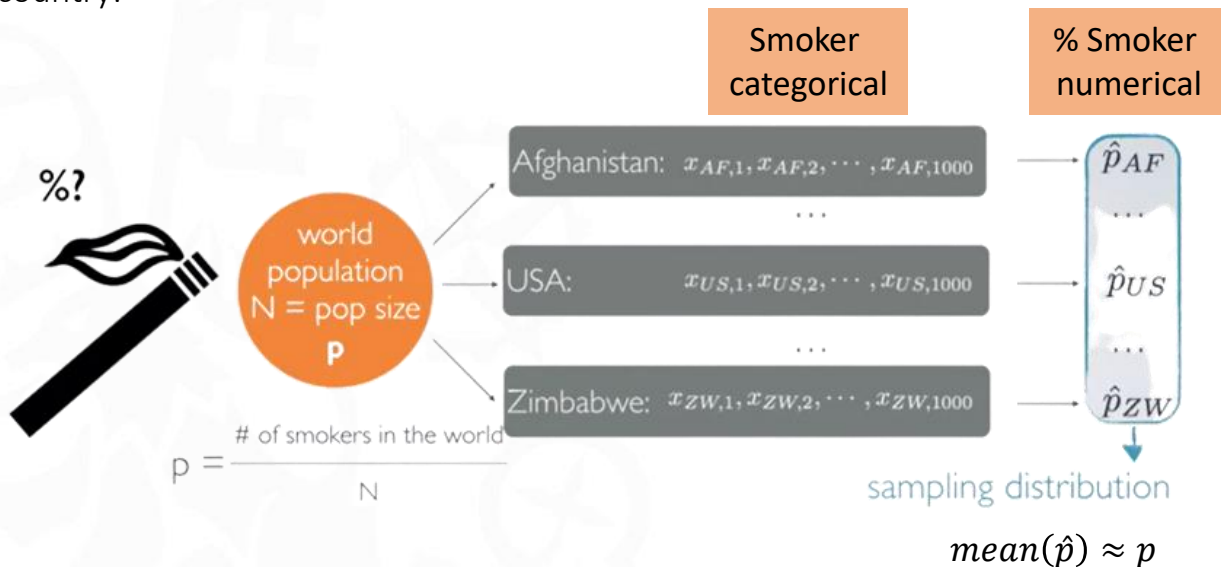 country.
Smoker
categorical
% Smoker
numerical
%?
world
population
N = pop size
p
Afghanistan: x_{AF,1}, x_{AF,2}, ⋯ , x_{AF,1000}
p̂_{AF}
...
...
USA: x_{US,1}, x_{US,2}, ⋯ , x_{US,1000}
p̂_{US}
...
...
Zimbabwe: x_{ZW,1}, x_{ZW,2}, ⋯ , x_{ZW,1000}
p̂_{ZW}
# of smokers in the world
p =
N
sampling distribution
mean(p̂) ≈ p